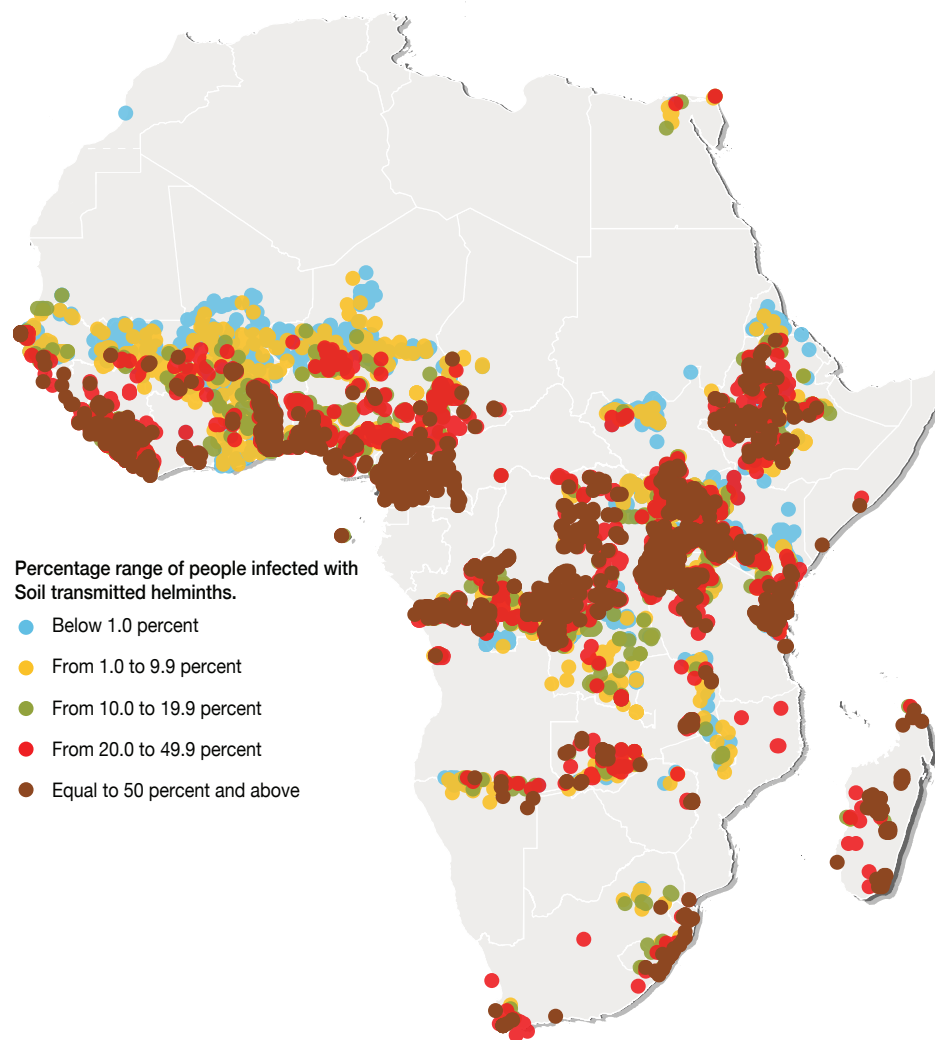 Percentage range of people infected with
Soil transmitted helminths.
Below 1.0 percent
From 1.0 to 9.9 percent
From 10.0 to 19.9 percent
From 20.0 to 49.9 percent
Equal to 50 percent and above